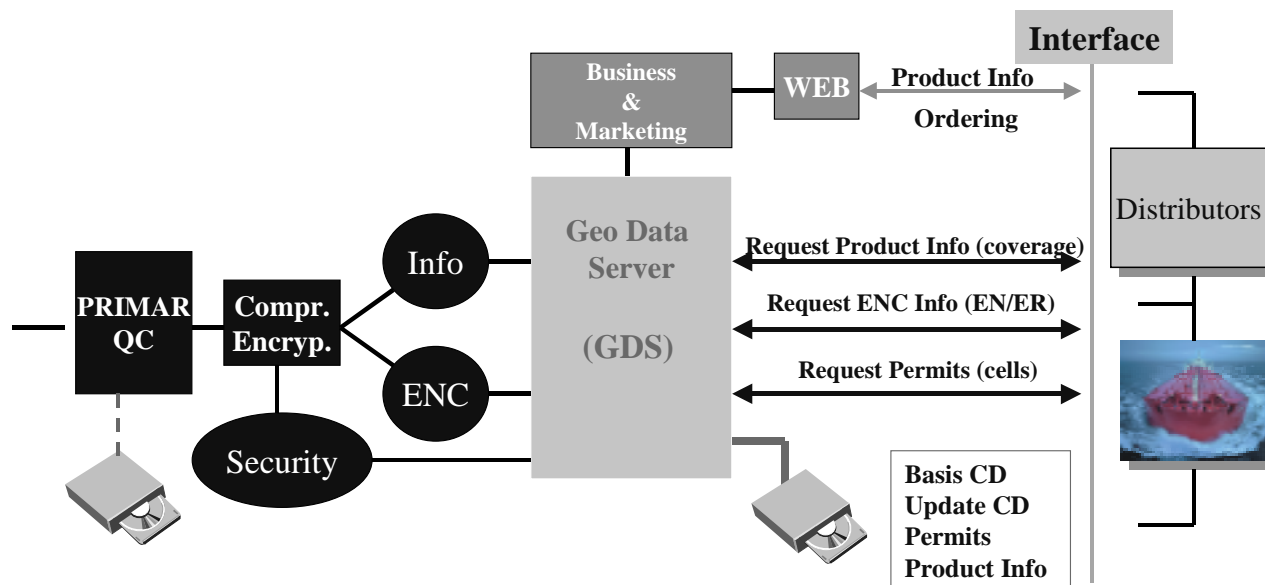 Interface
Business
&
Marketing
WEB
Product Info
Ordering
Distributors
Geo Data
Server
(GDS)
Info
Request Product Info (coverage)
PRIMAR
QC
Compr.
Encryp.
Request ENC Info (EN/ER)
ENC
Request Permits (cells)
Security
Basis CD
Update CD
Permits
Product Info